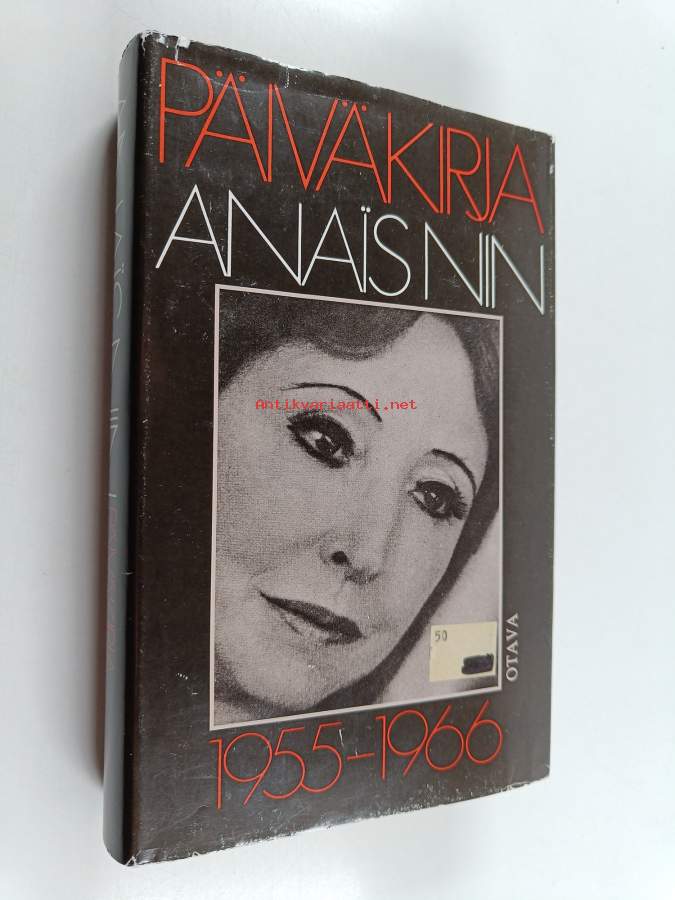 PÄIVÄKIRJA
ANAÏS NIN
Antikvariaatti.net
50
OTAVA
1955–1966